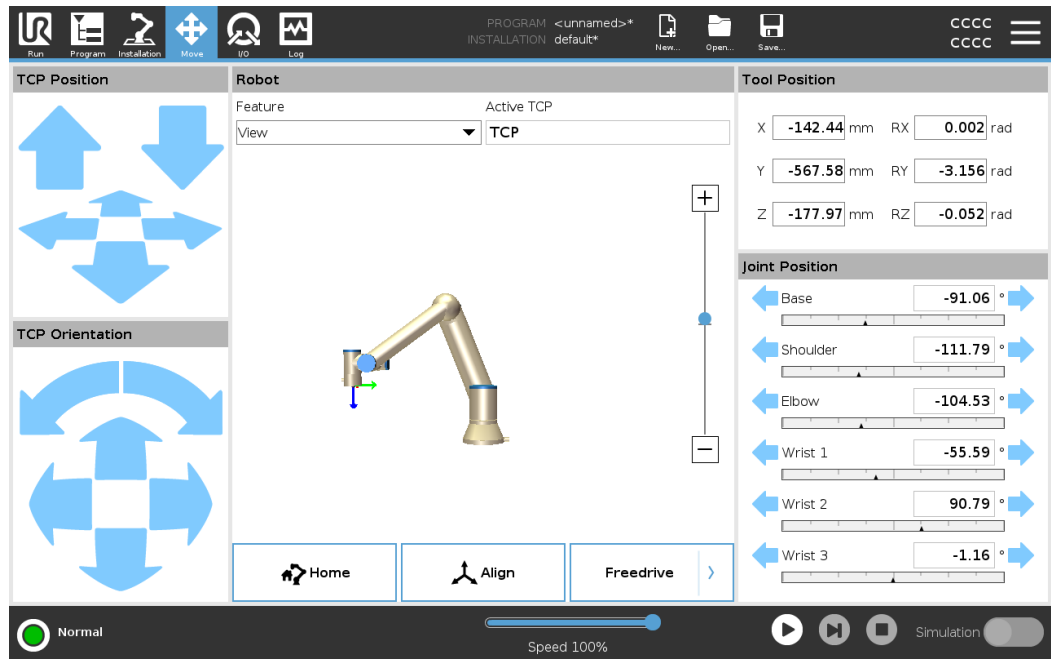 UR
Run
Program
Installation
Move
I/O
Log
PROGRAM <unnamed>*
INSTALLATION default*
New...
Open...
Save...
CCCC
CCCC
TCP Position
TCP Orientation
Robot
Feature
Active TCP
View
TCP
+
−
Home
Align
Freedrive
Tool Position
X -142.44 mm RX 0.002 rad
Y -567.58 mm RY -3.156 rad
Z -177.97 mm RZ -0.052 rad
Joint Position
Base -91.06 °
Shoulder -111.79 °
Elbow -104.53 °
Wrist 1 -55.59 °
Wrist 2 90.79 °
Wrist 3 -1.16 °
Normal
Speed 100%
Simulation